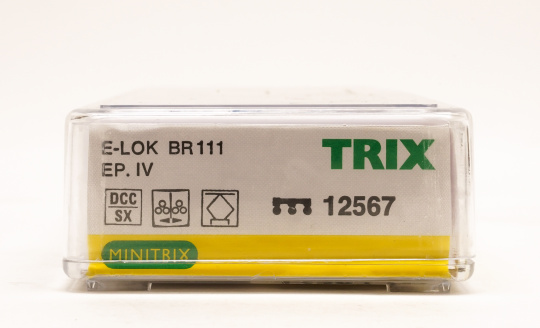 E-LOK BR111
EP. IV
TRIX
DCC
SX
12567
MINITRIX